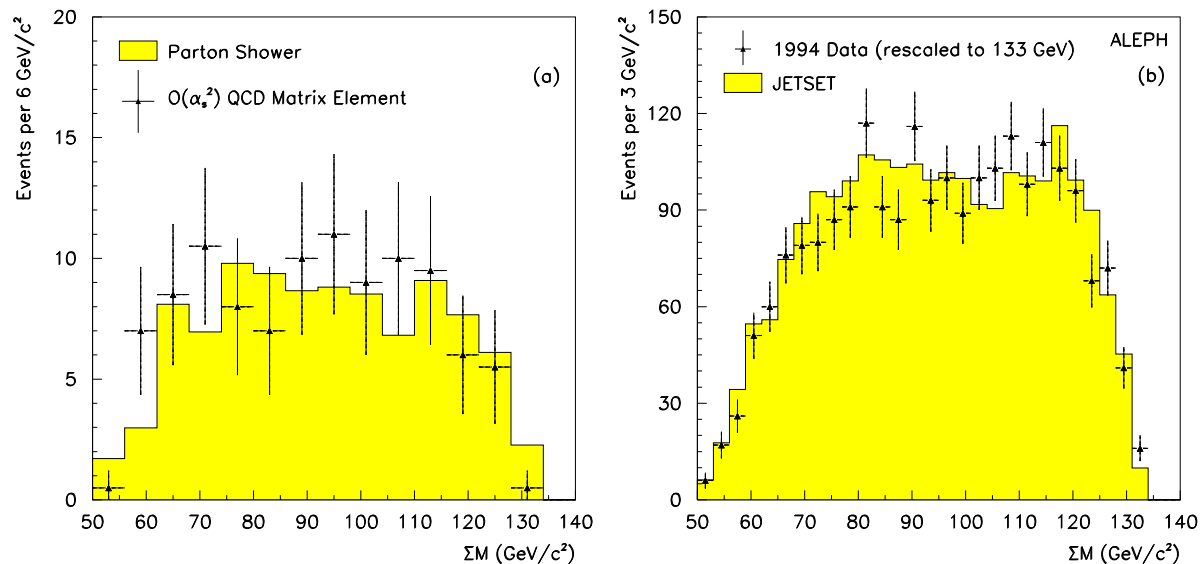 Events per 6 GeV/c²
20
15
10
5
0
Parton Shower
O(αₛ²) QCD Matrix Element
(a)
50 60 70 80 90 100 110 120 130 140
ΣM (GeV/c²)
Events per 3 GeV/c²
150
120
90
60
30
0
1994 Data (rescaled to 133 GeV)
JETSET
ALEPH
(b)
50 60 70 80 90 100 110 120 130 140
ΣM (GeV/c²)